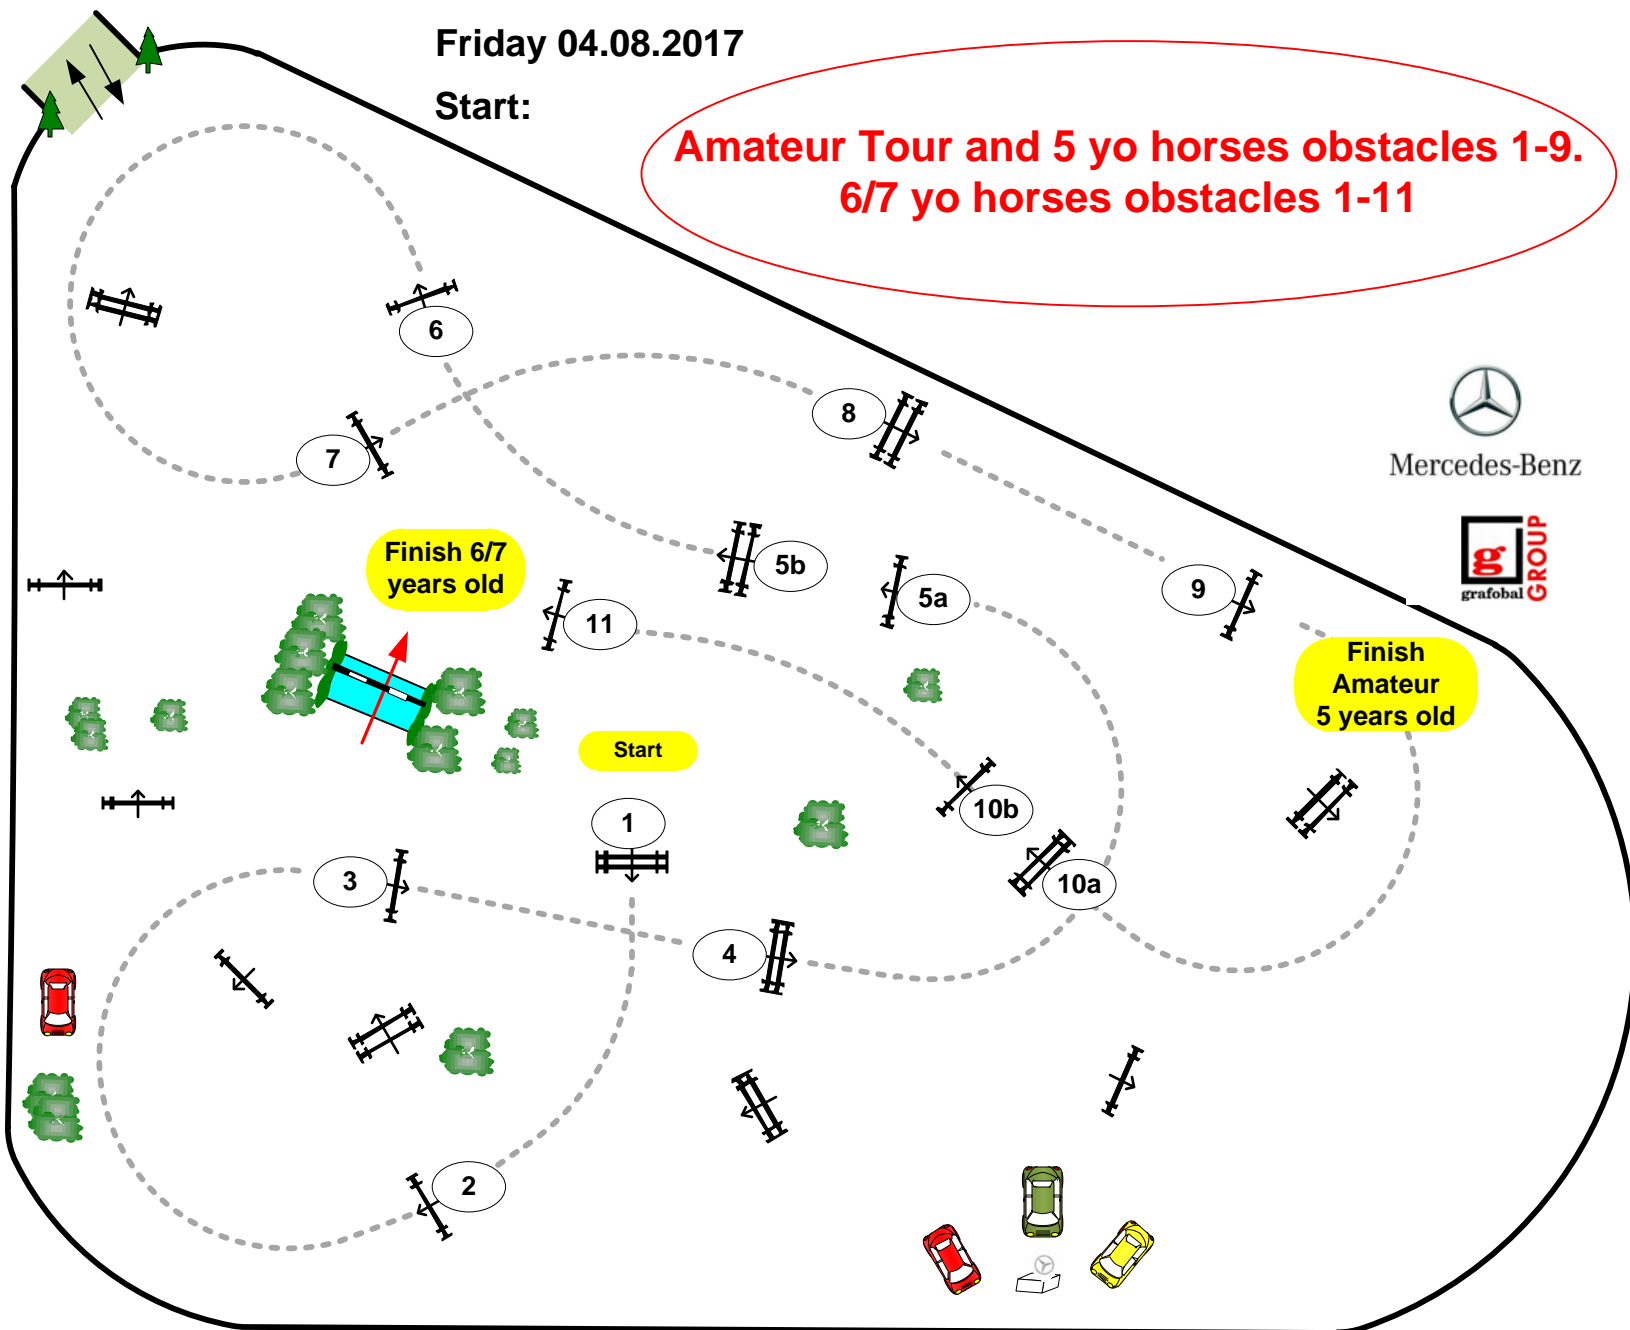 Friday 04.08.2017
Start:
Amateur Tour and 5 yo horses obstacles 1-9.
6/7 yo horses obstacles 1-11
6
8
7
Mercedes-Benz
g
grafobal
GROUP
Finish 6/7
years old
5b
5a
9
11
Finish
Amateur
5 years old
Start
1
10b
3
10a
4
2